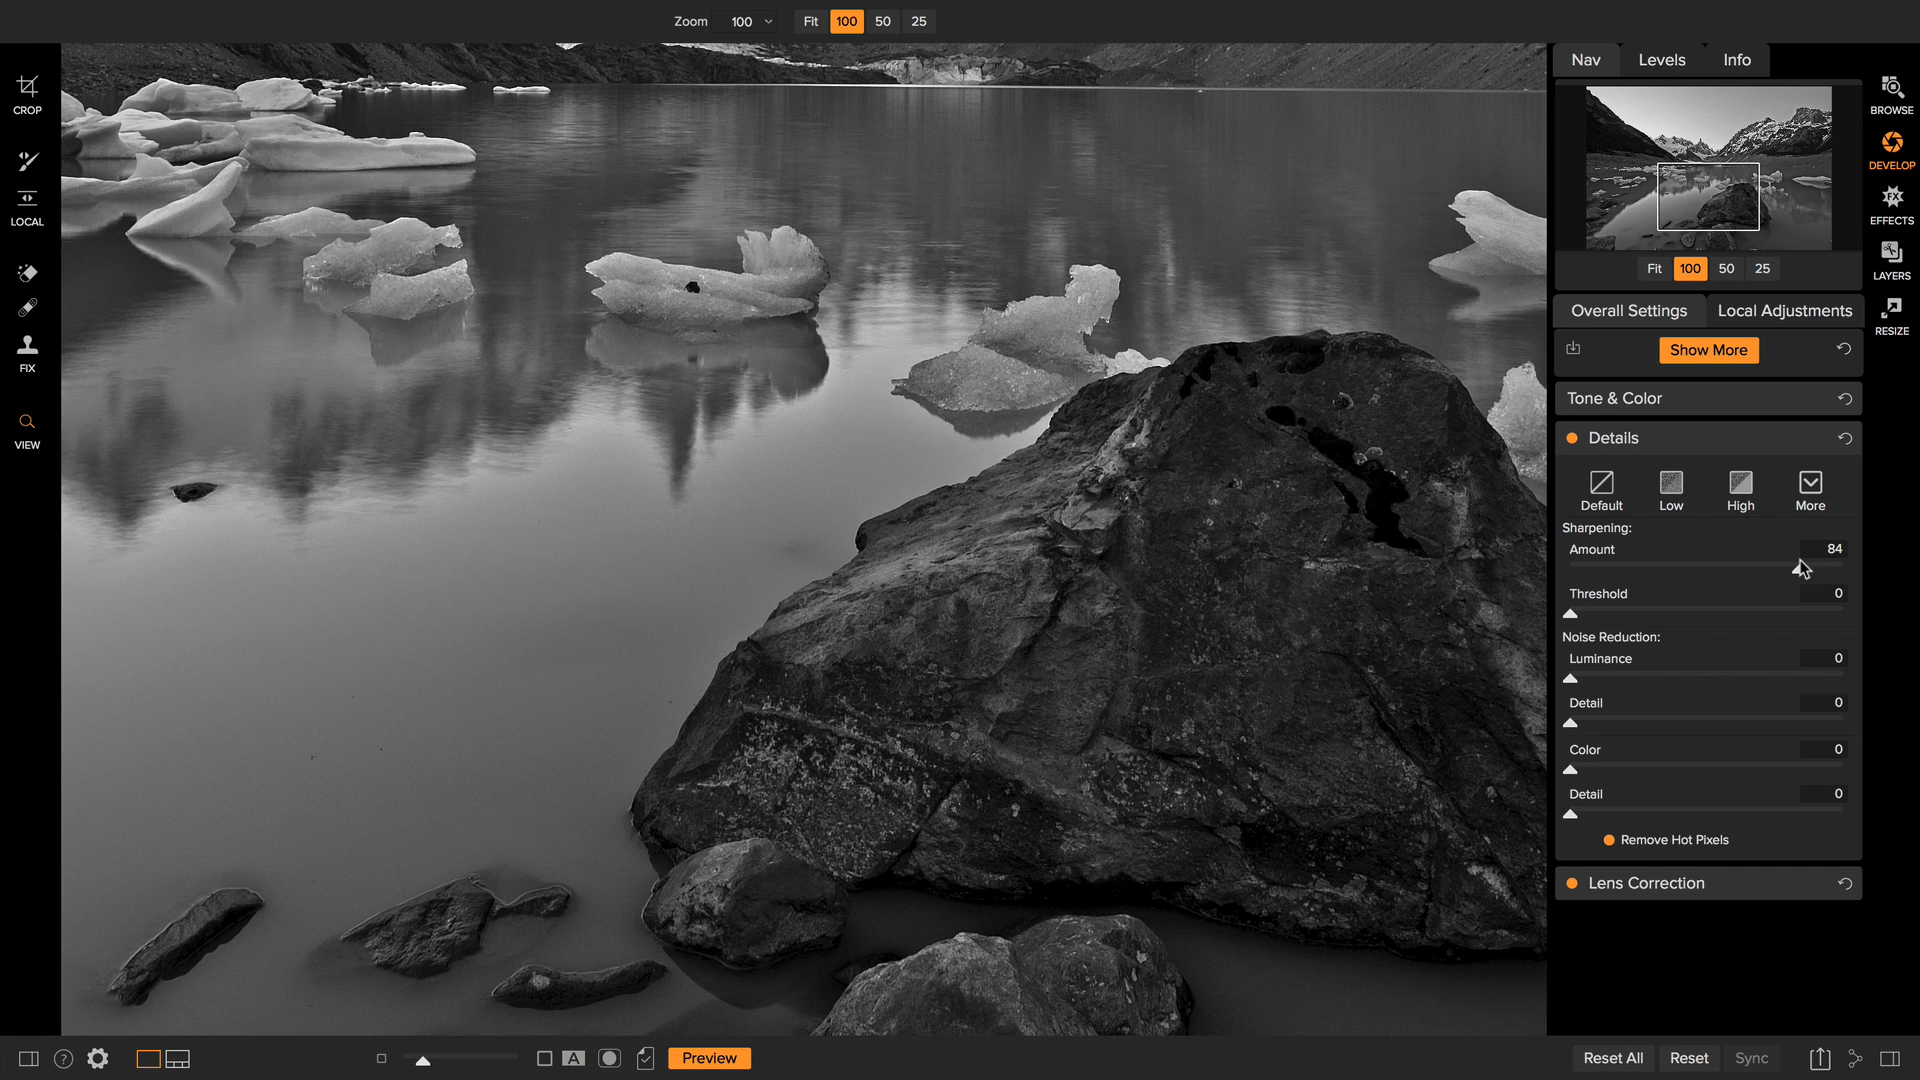 Zoom 100 Fit 100 50 25
CROP
LOCAL
FIX
VIEW
Nav Levels Info
Fit 100 50 25
Overall Settings Local Adjustments
Show More
Tone & Color
Details
Default Low High More
Sharpening:
Amount 84
Threshold 0
Noise Reduction:
Luminance 0
Detail 0
Color 0
Detail 0
Remove Hot Pixels
Lens Correction
BROWSE
DEVELOP
FX
EFFECTS
LAYERS
RESIZE
? A Preview Reset All Reset Sync